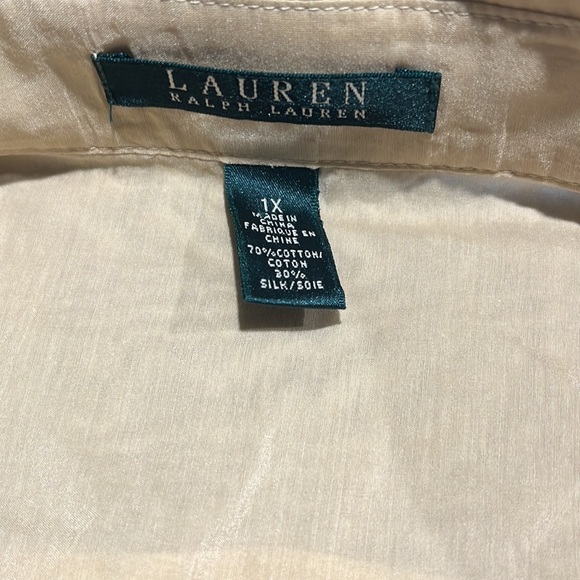 LAUREN
RALPH LAUREN
1X
MADE IN
CHINA
FABRIQUE EN
CHINE
70%COTTON/
COTON
30%
SILK/SOIE